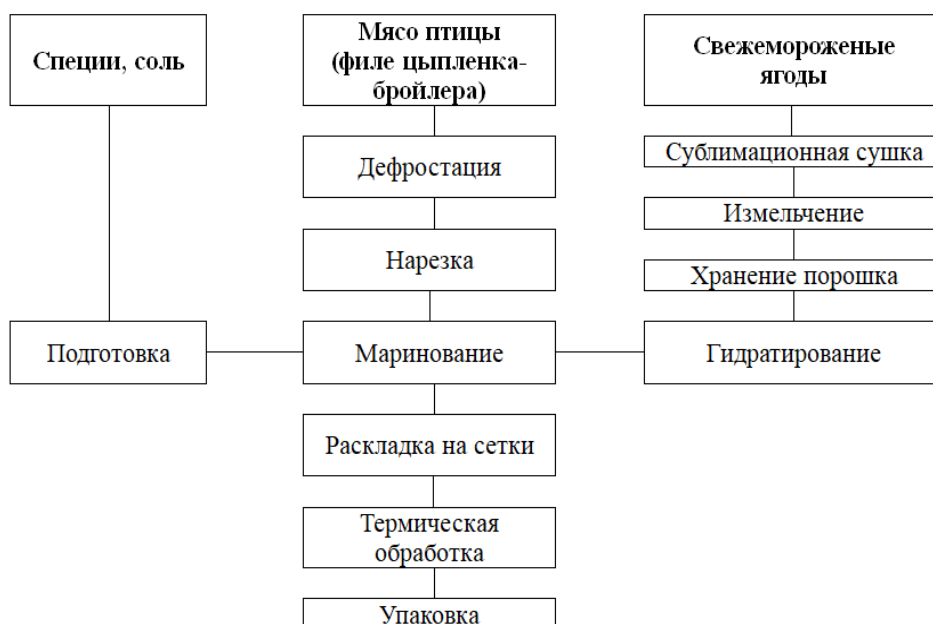 Специи, соль
Мясо птицы
(филе цыпленка-
бройлера)
Свежемороженые
ягоды
Дефростация
Сублимационная сушка
Нарезка
Измельчение
Хранение порошка
Подготовка
Маринование
Гидратирование
Раскладка на сетки
Термическая
обработка
Упаковка